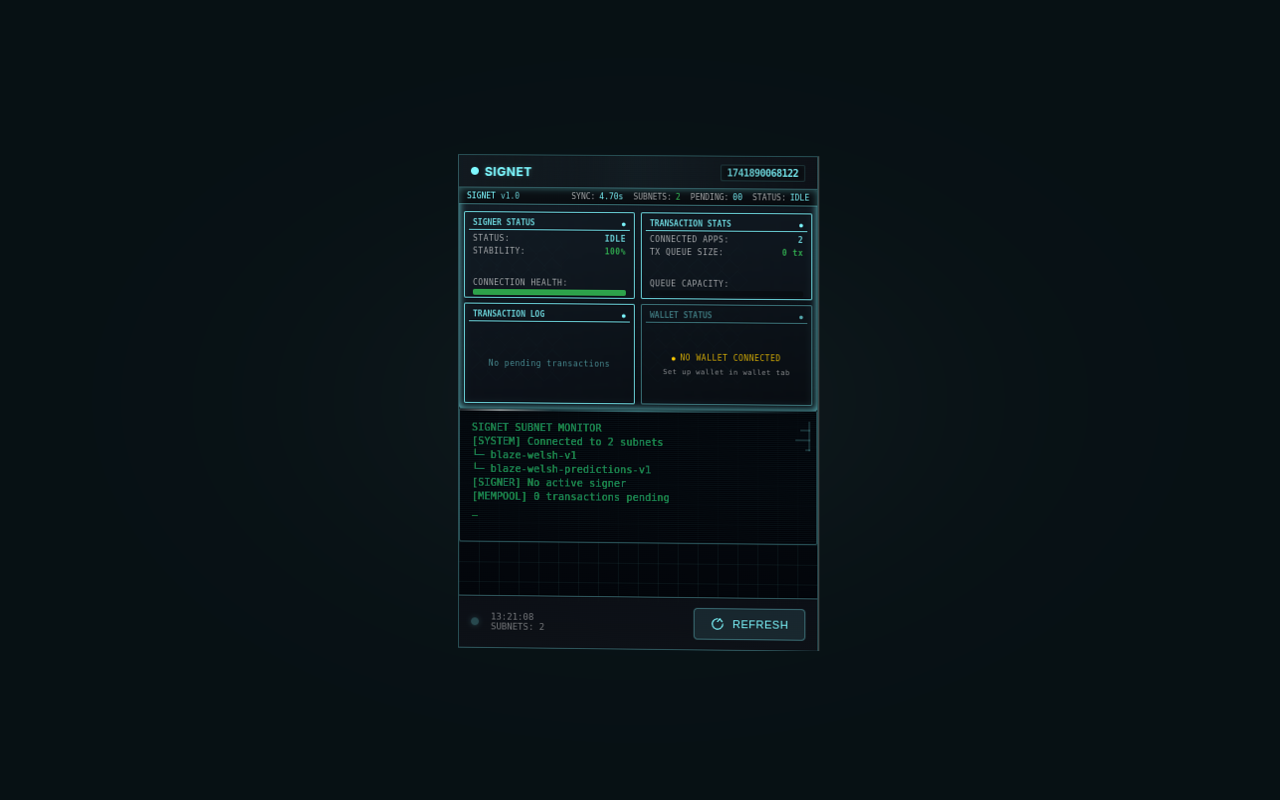 SIGNET
1741890068122
SIGNET v1.0 SYNC: 4.70s SUBNETS: 2 PENDING: 00 STATUS: IDLE
SIGNER STATUS
STATUS: IDLE
STABILITY: 100%
CONNECTION HEALTH:
TRANSACTION STATS
CONNECTED APPS: 2
TX QUEUE SIZE: 0 tx
QUEUE CAPACITY:
TRANSACTION LOG
No pending transactions
WALLET STATUS
NO WALLET CONNECTED
Set up wallet in wallet tab
SIGNET SUBNET MONITOR
[SYSTEM] Connected to 2 subnets
└─ blaze-welsh-v1
└─ blaze-welsh-predictions-v1
[SIGNER] No active signer
[MEMPOOL] 0 transactions pending
_
13:21:08
SUBNETS: 2
REFRESH